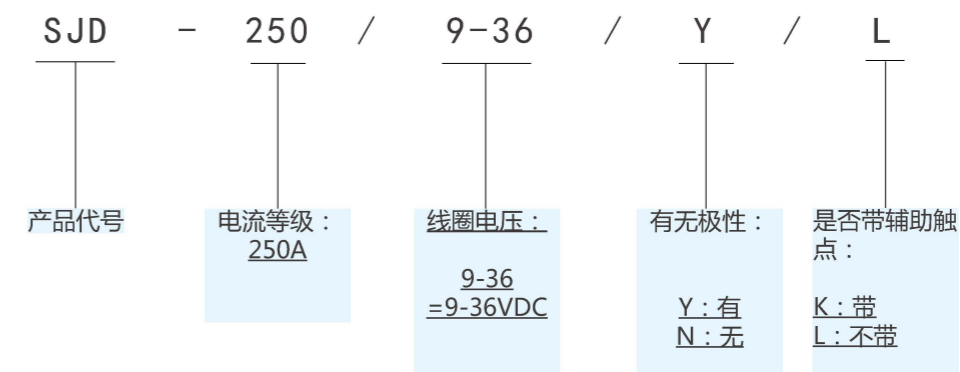 SJD - 250 / 9-36 / Y / L
产品代号
电流等级：
250A
线圈电压：
9-36
=9-36VDC
有无极性：
Y：有
N：无
是否带辅助触
点：
K：带
L：不带